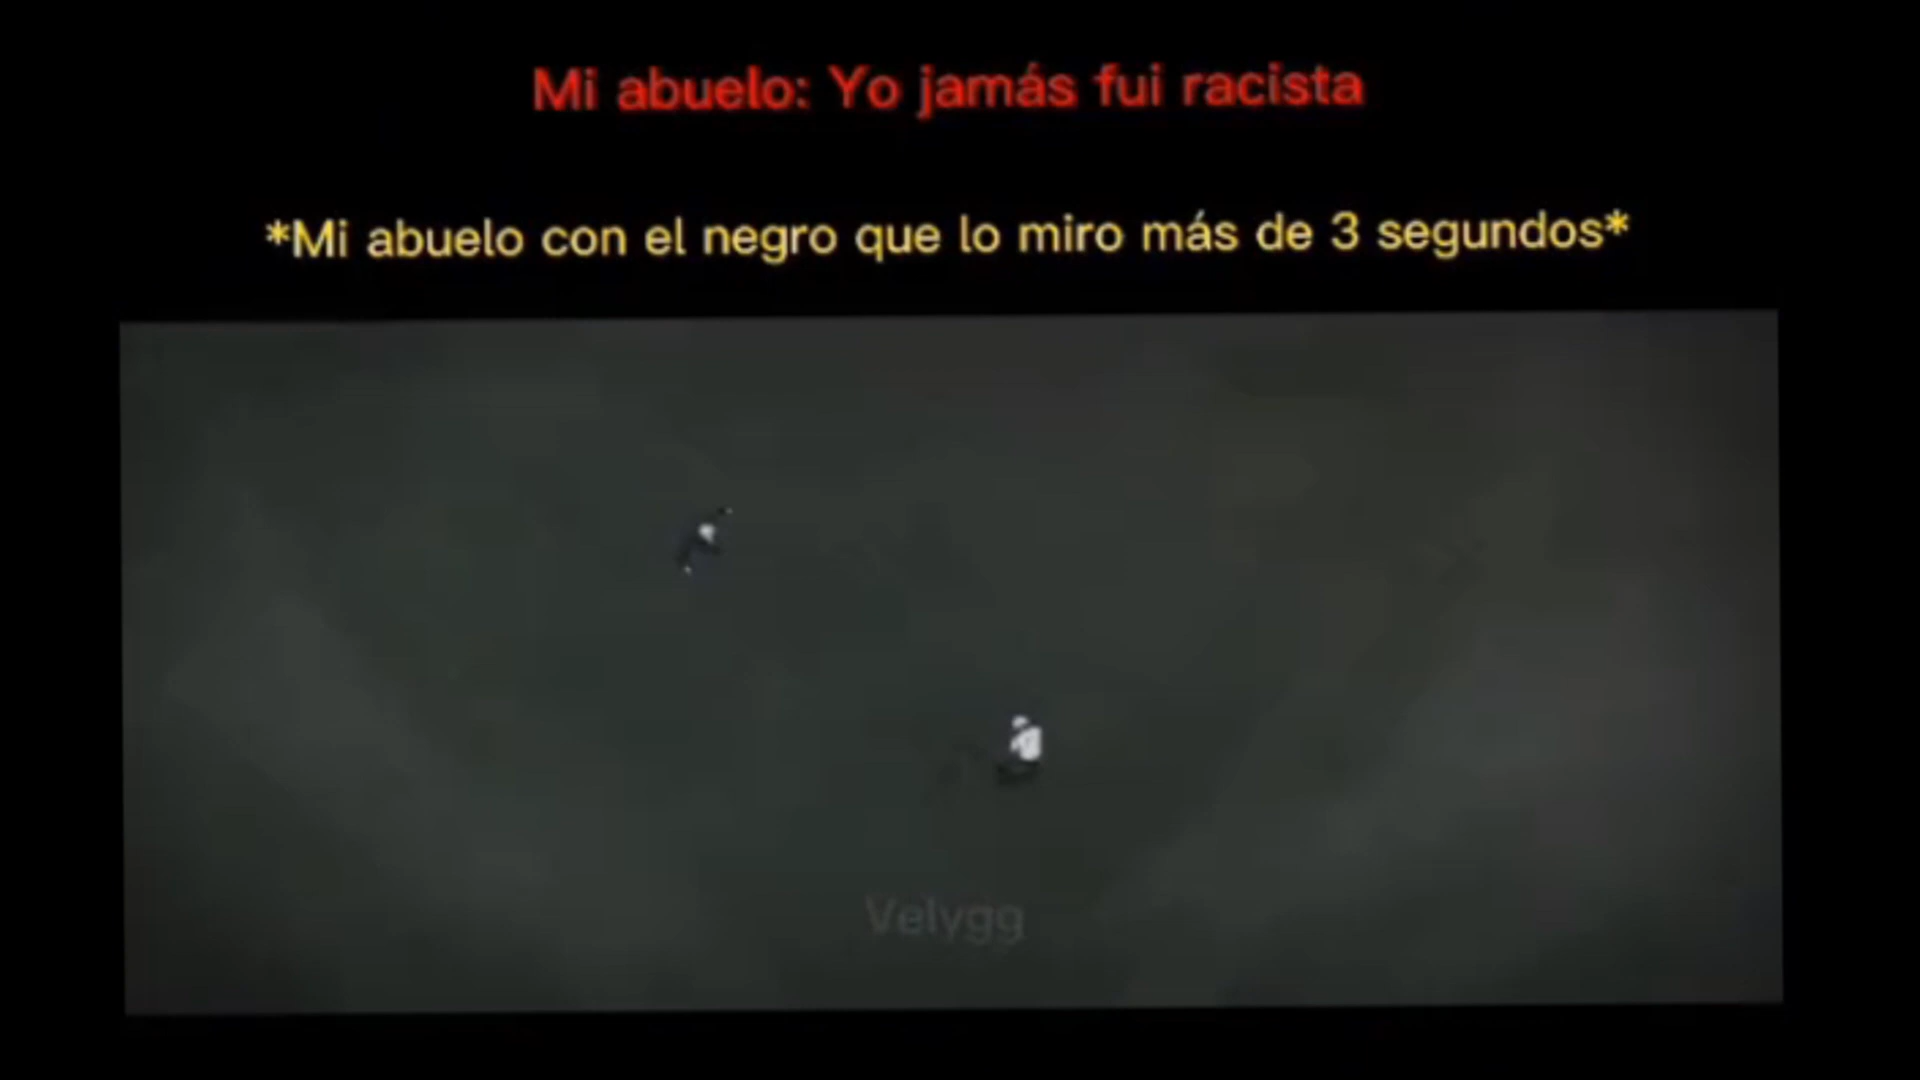 Mi abuelo: Yo jamás fui racista
*Mi abuelo con el negro que lo miro más de 3 segundos*
Velygg